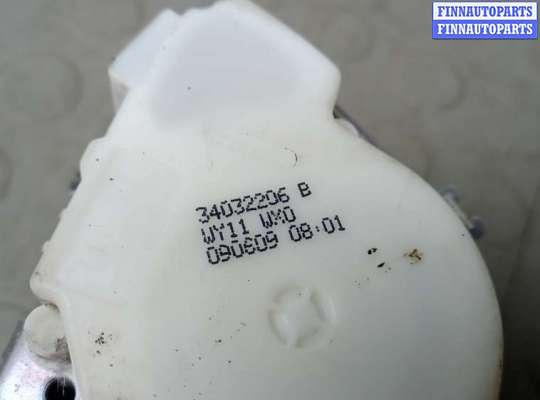 FINNAUTOPARTS
FINNAUTOPARTS
34032206 B
WY11 WMO
090609 08:01